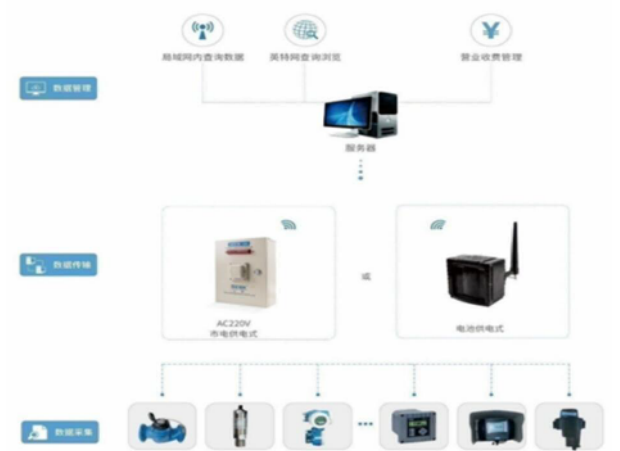 局域网内查询数据
英特网查询浏览
营业收费管理
数据管理
服务器
数据传输
AC220V
市电供电式
或
电池供电式
数据采集